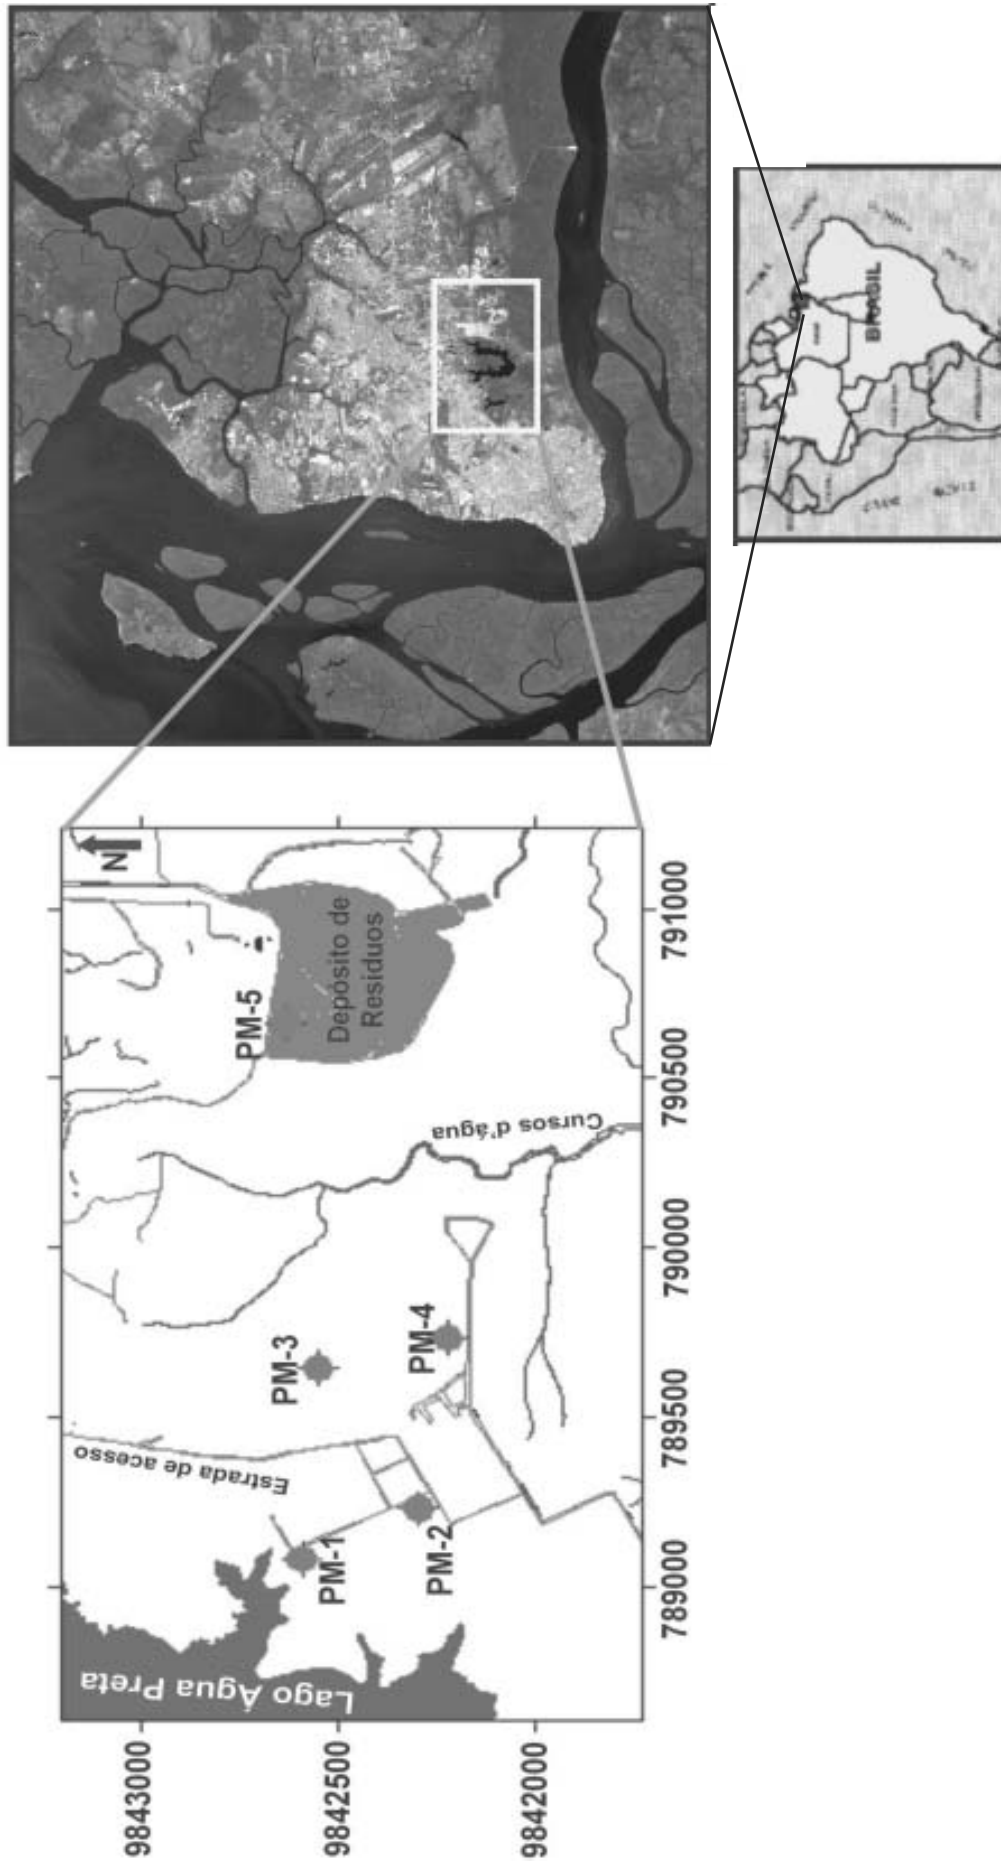 BRASIL
N
PM-5
Depósito de
Resíduos
Cursos d'água
PM-3
PM-4
Estrada de acesso
PM-1
PM-2
Lago Água Preta
9843000
9842500
9842000
789000
789500
790000
790500
791000